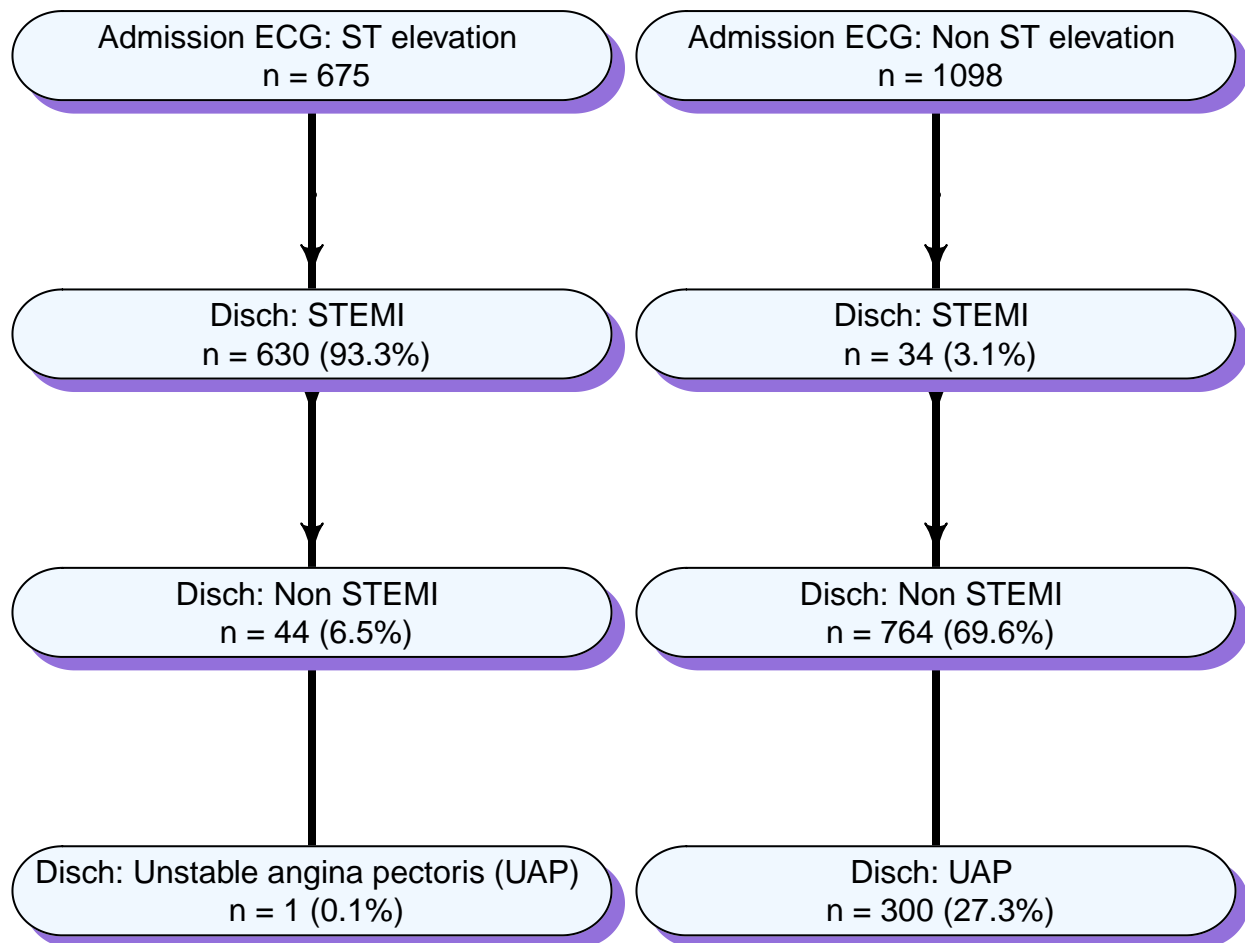 Admission ECG: ST elevation
n = 675
Admission ECG: Non ST elevation
n = 1098
Disch: STEMI
n = 630 (93.3%)
Disch: STEMI
n = 34 (3.1%)
Disch: Non STEMI
n = 44 (6.5%)
Disch: Non STEMI
n = 764 (69.6%)
Disch: Unstable angina pectoris (UAP)
n = 1 (0.1%)
Disch: UAP
n = 300 (27.3%)